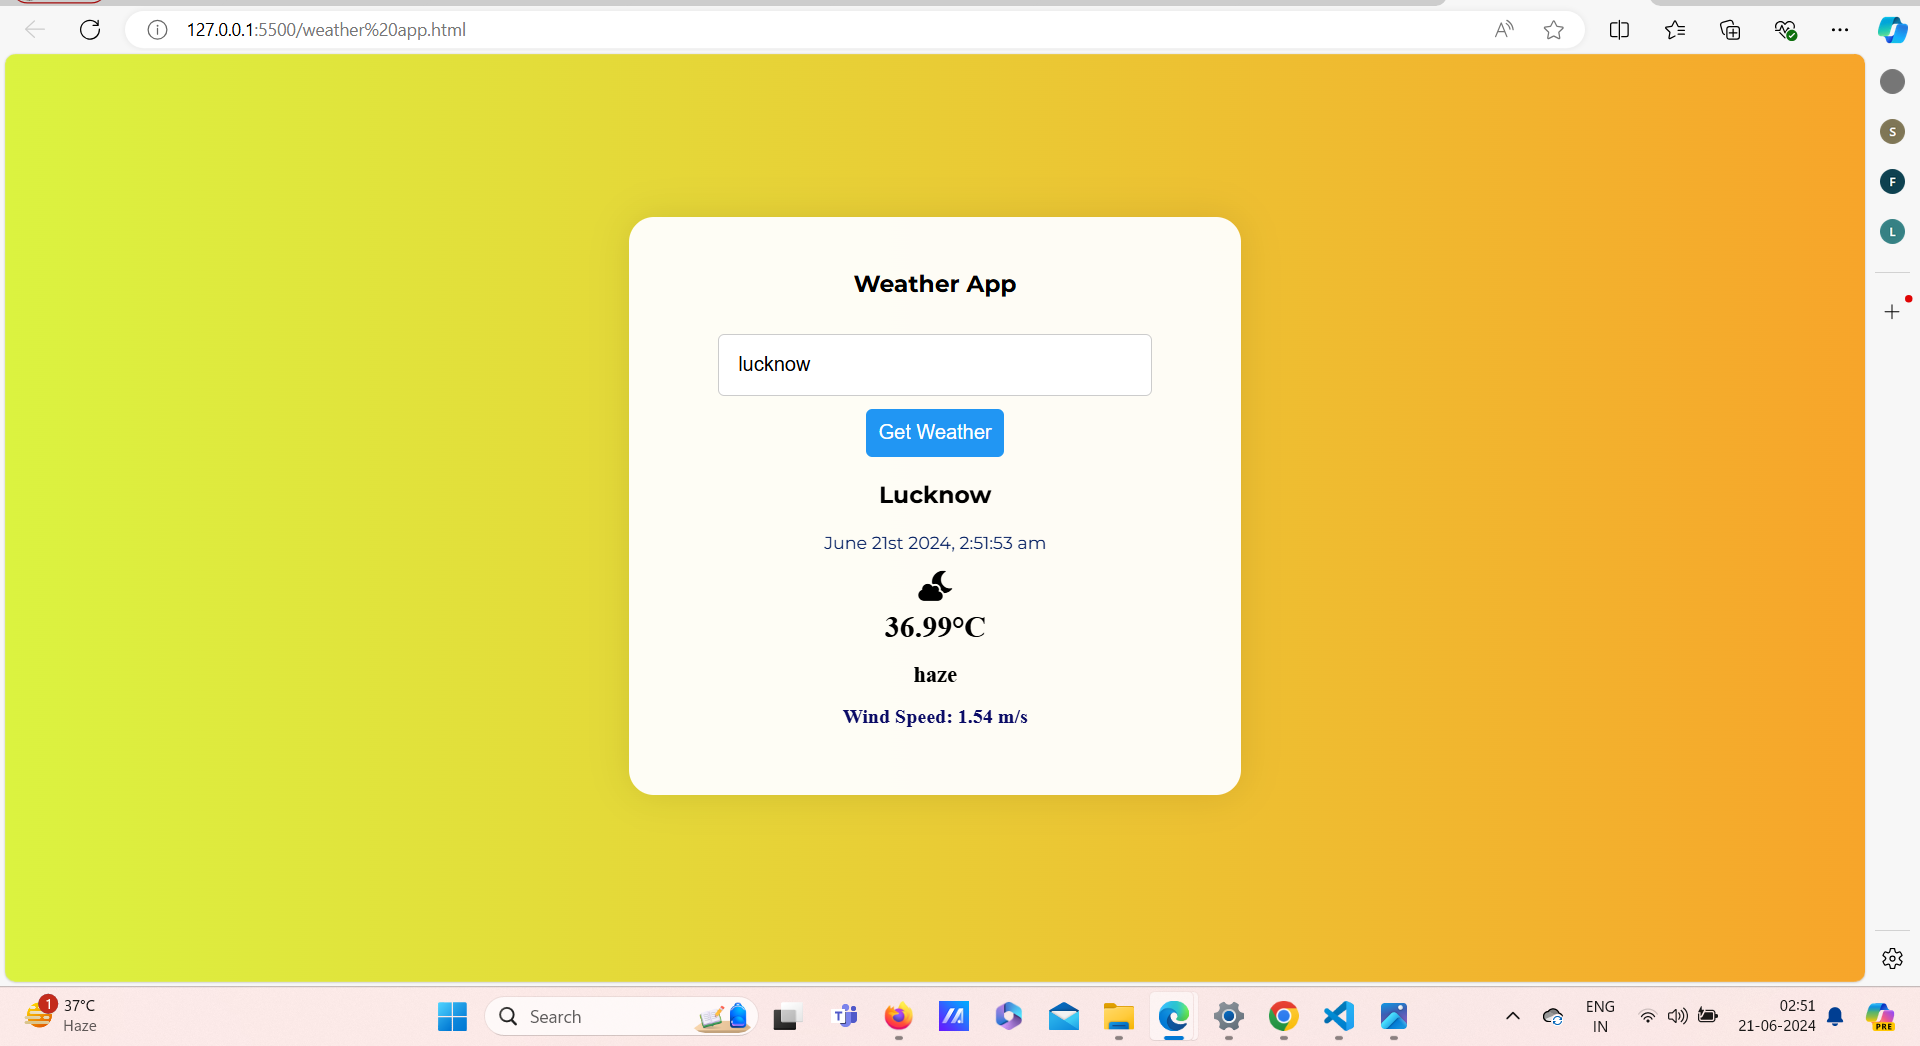 127.0.0.1:5500/weather%20app.html
S
F
L
Weather App
lucknow
Get Weather
Lucknow
June 21st 2024, 2:51:53 am
36.99°C
haze
Wind Speed: 1.54 m/s
1
37°C
Haze
Search
ENG
IN
02:51
21-06-2024
PRE